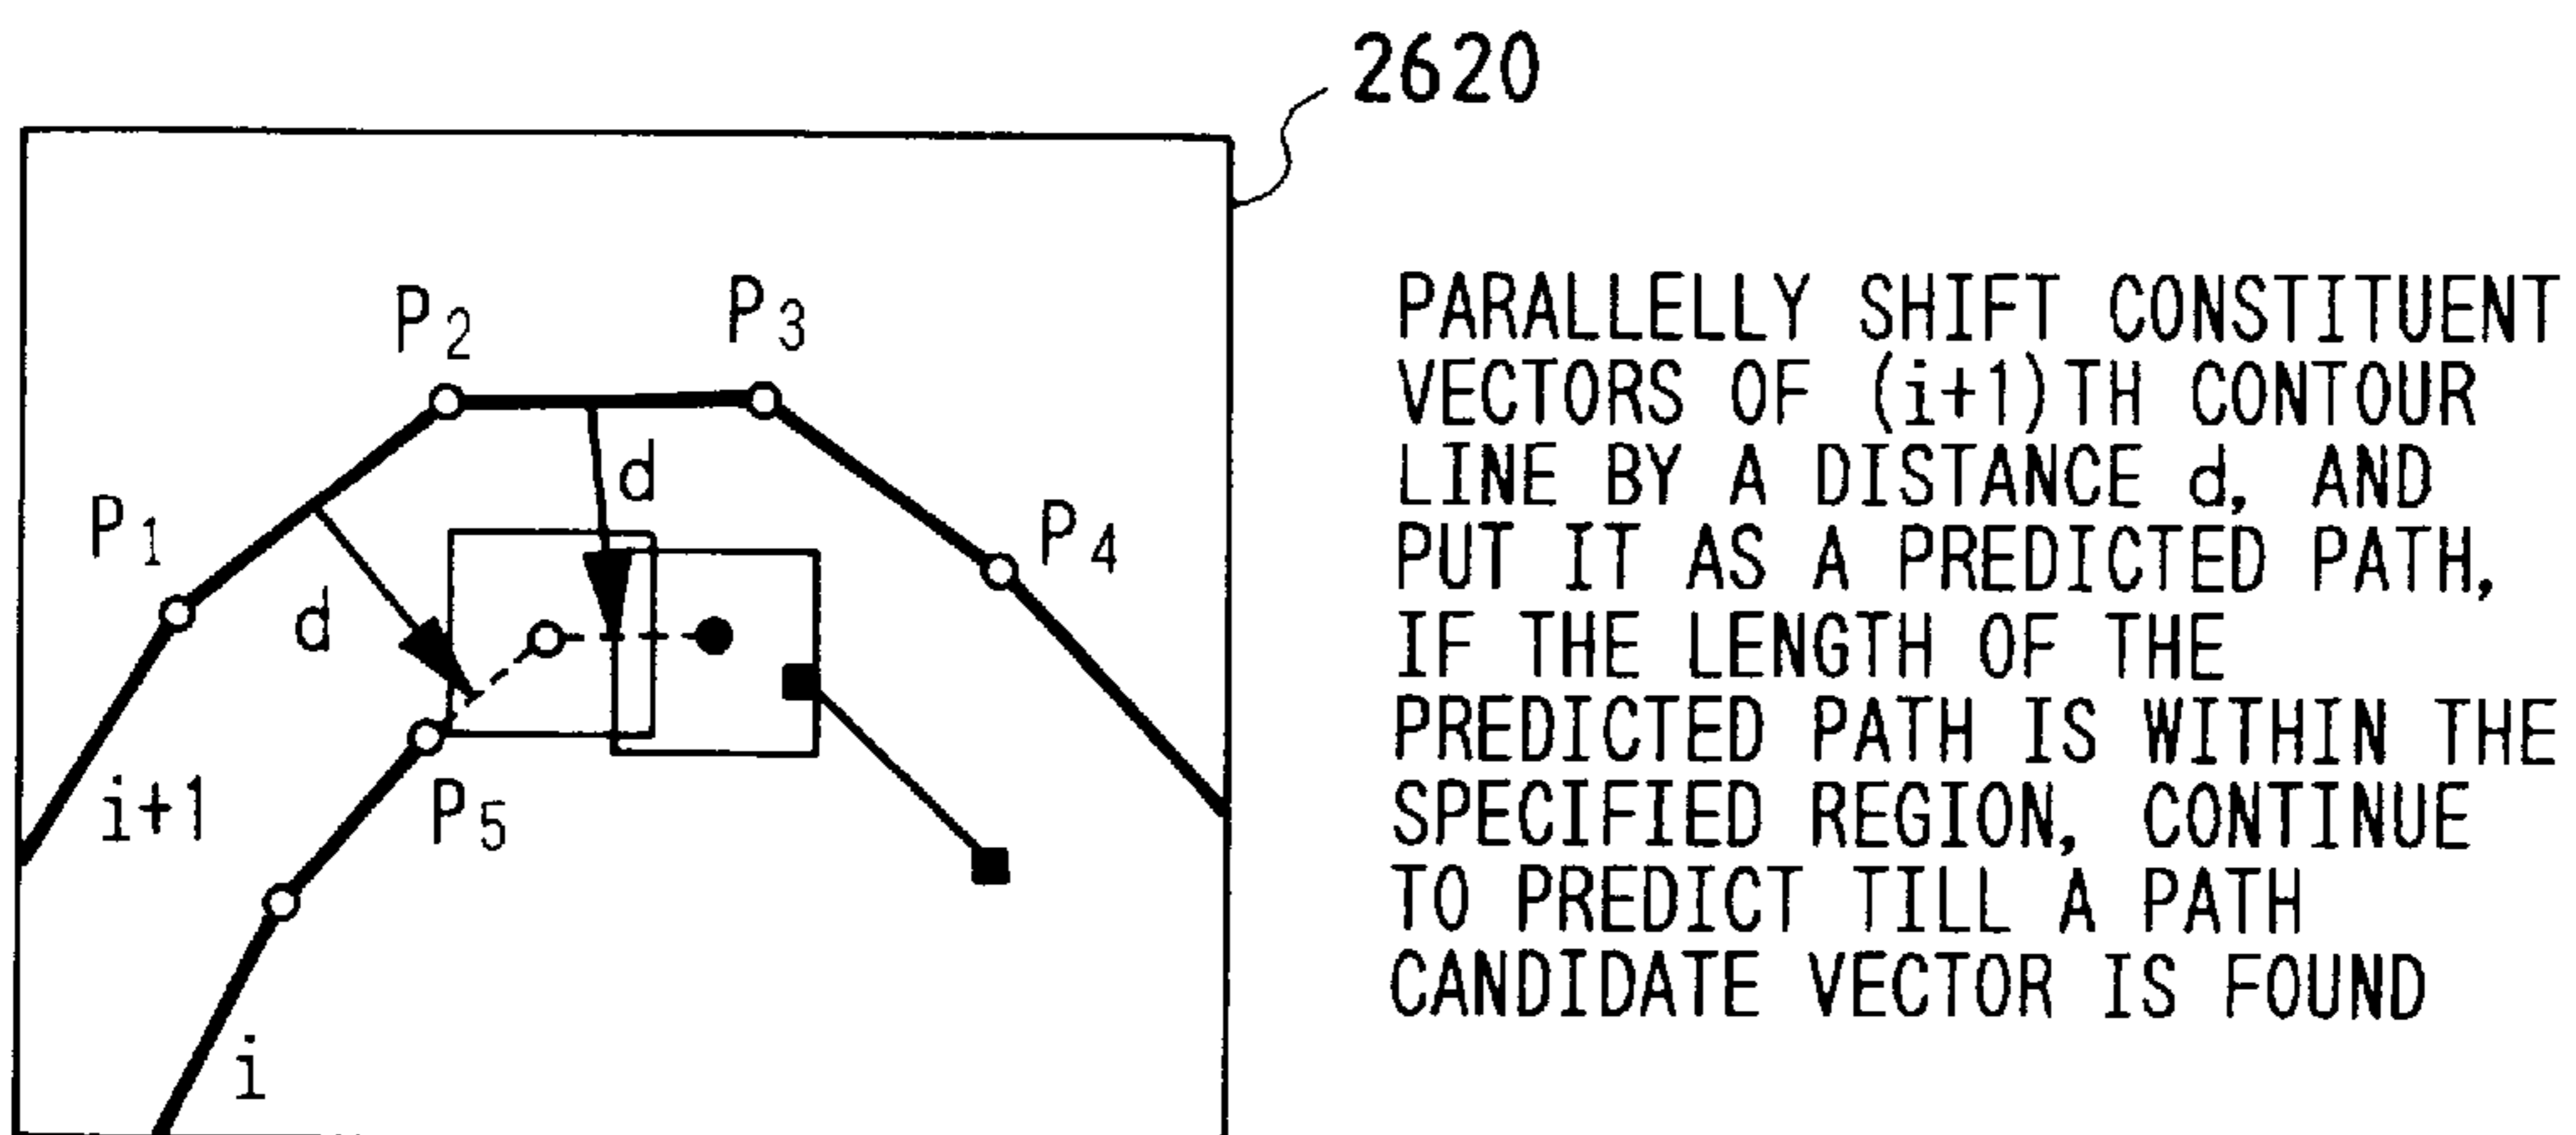 2620
P2
P3
d
P1
P4
d
i+1
P5
i
PARALLELLY SHIFT CONSTITUENT
VECTORS OF (i+1)TH CONTOUR
LINE BY A DISTANCE d, AND
PUT IT AS A PREDICTED PATH,
IF THE LENGTH OF THE
PREDICTED PATH IS WITHIN THE
SPECIFIED REGION, CONTINUE
TO PREDICT TILL A PATH
CANDIDATE VECTOR IS FOUND